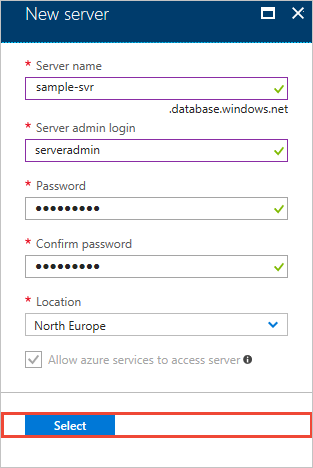 New server
* Server name
sample-svr
.database.windows.net
* Server admin login
serveradmin
* Password
•••••••••
* Confirm password
•••••••••
* Location
North Europe
Allow azure services to access server
Select